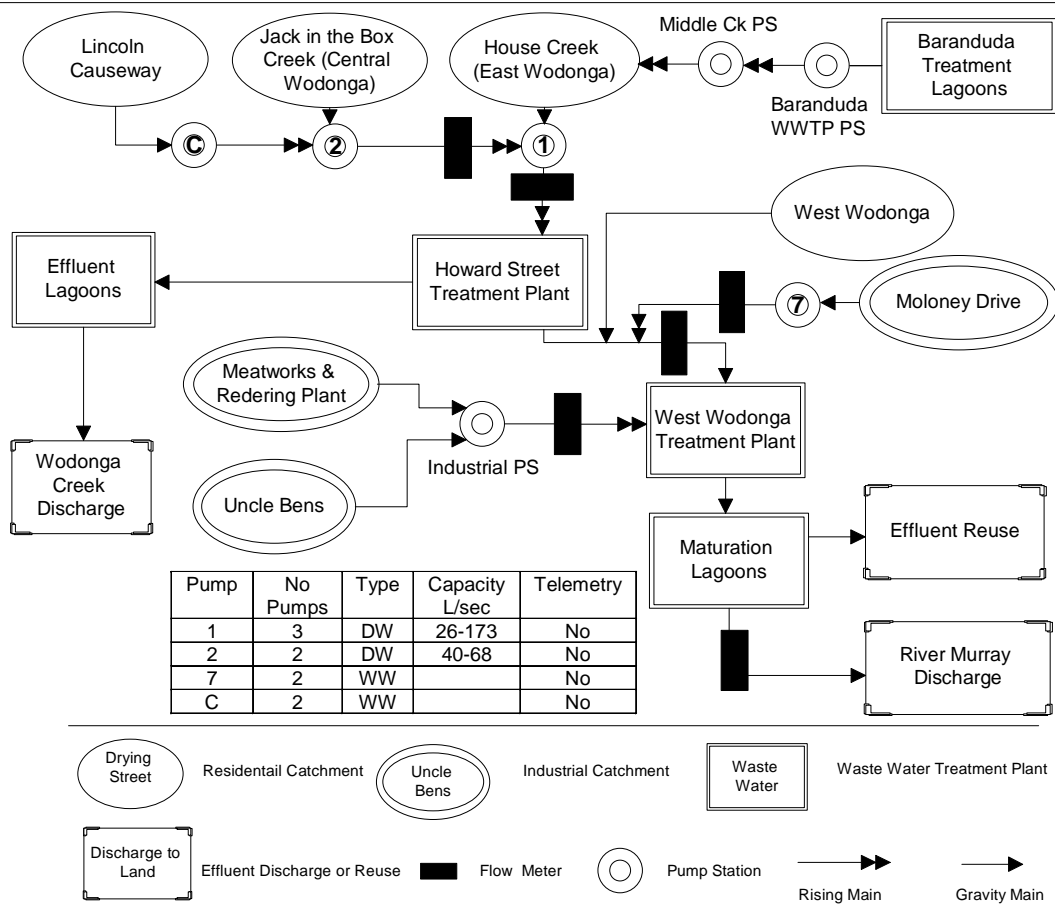 Lincoln
Causeway
Jack in the Box
Creek (Central
Wodonga)
House Creek
(East Wodonga)
Middle Ck PS
Baranduda
WWTP PS
Baranduda
Treatment
Lagoons
C
2
1
West Wodonga
Effluent
Lagoons
Howard Street
Treatment Plant
7
Moloney Drive
Meatworks &
Redering Plant
West Wodonga
Treatment Plant
Industrial PS
Wodonga
Creek
Discharge
Uncle Bens
Maturation
Lagoons
Effluent Reuse
River Murray
Discharge
Pump No Pumps Type Capacity L/sec Telemetry
1 3 DW 26-173 No
2 2 DW 40-68 No
7 2 WW No
C 2 WW No
Drying
Street
Residentail Catchment
Uncle
Bens
Industrial Catchment
Waste
Water
Waste Water Treatment Plant
Discharge to
Land
Effluent Discharge or Reuse
Flow Meter
Pump Station
Rising Main
Gravity Main